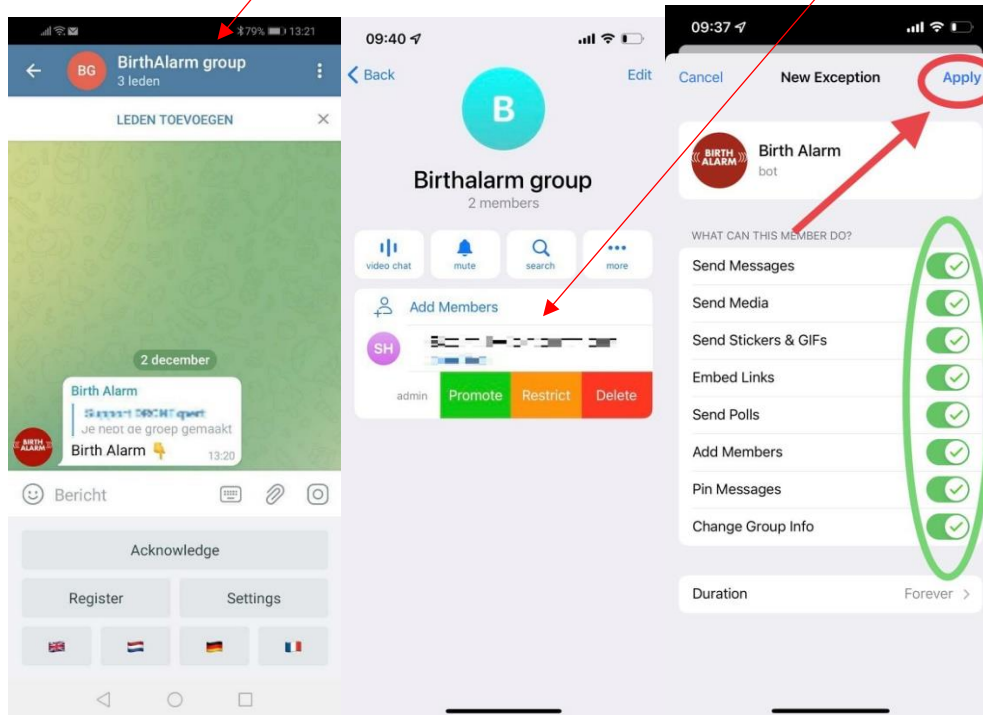 79% 13:21
BG
BirthAlarm group
3 leden
LEDEN TOEVOEGEN
2 december
Birth Alarm
Support
Je hebt de groep gemaakt
BIRTH
ALARM
Birth Alarm 👇
13:20
Bericht
Acknowledge
Register Settings
09:40
Back Edit
B
Birthalarm group
2 members
video chat mute search more
Add Members
SH
admin Promote Restrict Delete
09:37
Cancel New Exception Apply
BIRTH
ALARM
Birth Alarm
bot
WHAT CAN THIS MEMBER DO?
Send Messages
Send Media
Send Stickers & GIFs
Embed Links
Send Polls
Add Members
Pin Messages
Change Group Info
Duration Forever